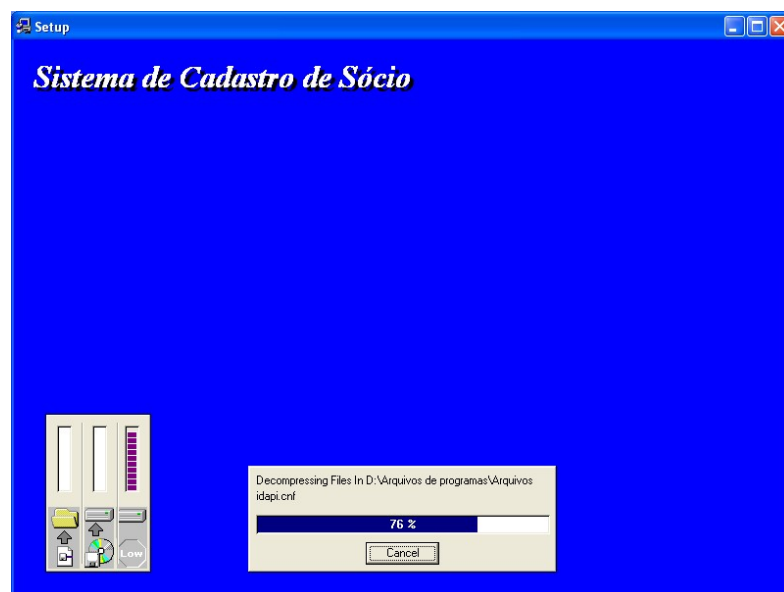 Setup
Sistema de Cadastro de Sócio
Decompressing Files In D:\Arquivos de programas\Arquivos
idapi.cnf
76 %
Cancel
Low